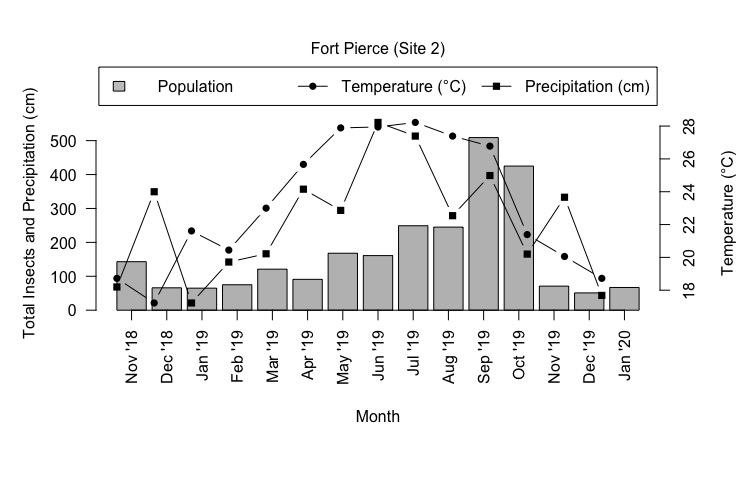 Fort Pierce (Site 2)
Population Temperature (°C) Precipitation (cm)
Total Insects and Precipitation (cm)
500
400
300
200
100
0
28
26
24
22
20
18
Temperature (°C)
Nov '18 Dec '18 Jan '19 Feb '19 Mar '19 Apr '19 May '19 Jun '19 Jul '19 Aug '19 Sep '19 Oct '19 Nov '19 Dec '19 Jan '20
Month